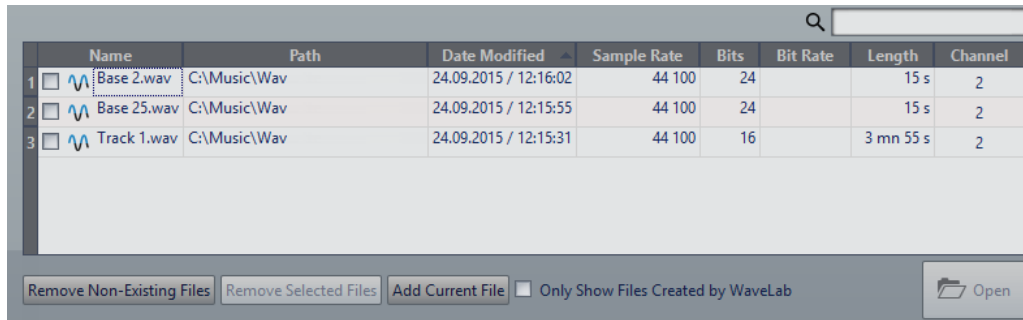 Name Path Date Modified Sample Rate Bits Bit Rate Length Channel
1 Base 2.wav C:\Music\Wav 24.09.2015 / 12:16:02 44 100 24 15 s 2
2 Base 25.wav C:\Music\Wav 24.09.2015 / 12:15:55 44 100 24 15 s 2
3 Track 1.wav C:\Music\Wav 24.09.2015 / 12:15:31 44 100 16 3 mn 55 s 2
Remove Non-Existing Files Remove Selected Files Add Current File Only Show Files Created by WaveLab Open